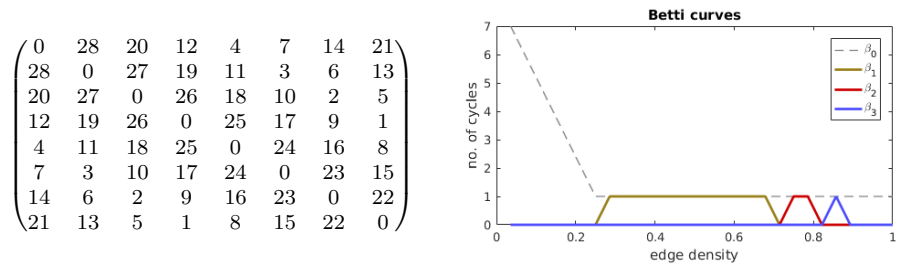 0 28 20 12 4 7 14 21
28 0 27 19 11 3 6 13
20 27 0 26 18 10 2 5
12 19 26 0 25 17 9 1
4 11 18 25 0 24 16 8
7 3 10 17 24 0 23 15
14 6 2 9 16 23 0 22
21 13 5 1 8 15 22 0
Betti curves
7
6
5
4
3
2
1
0
no. of cycles
β₀
β₁
β₂
β₃
0 0.2 0.4 0.6 0.8 1
edge density